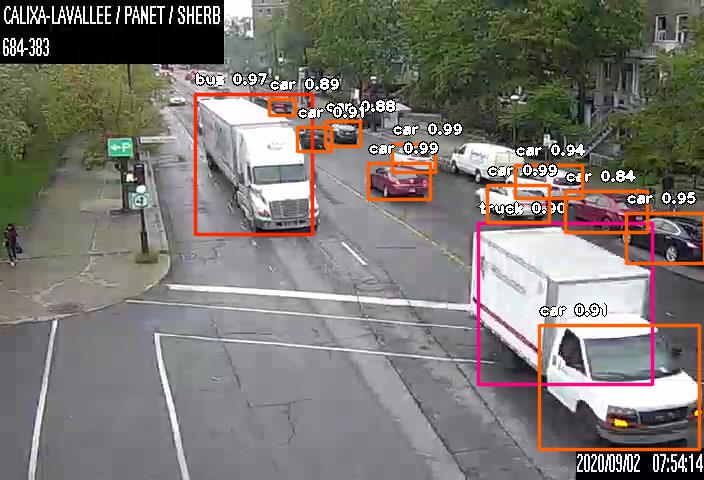 CALIXA-LAVALLEE / PANET / SHERB
684-383
bus 0.97
car 0.89
car 0.91
car 0.88
car 0.99
car 0.99
car 0.94
car 0.99
car 0.84
truck 0.90
car 0.95
car 0.91
P
2020/09/02 07:54:14